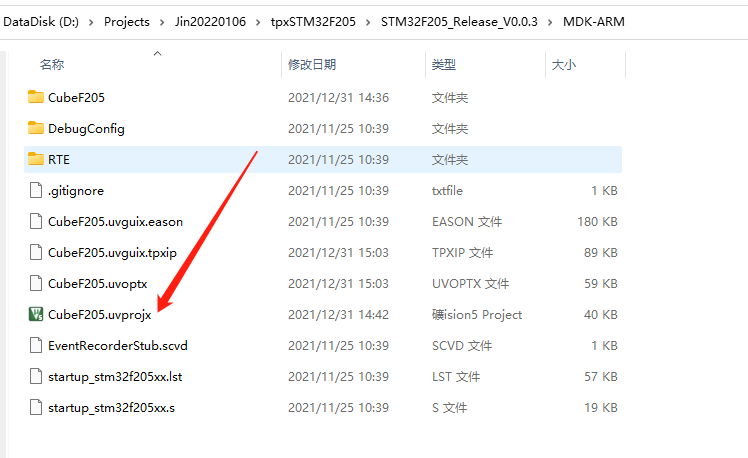 DataDisk (D:) > Projects > Jin20220106 > tpxSTM32F205 > STM32F205_Release_V0.0.3 > MDK-ARM
名称 修改日期 类型 大小
CubeF205 2021/12/31 14:36 文件夹
DebugConfig 2021/11/25 10:39 文件夹
RTE 2021/11/25 10:39 文件夹
.gitignore 2021/11/25 10:39 txtfile 1 KB
CubeF205.uvguix.eason 2021/11/25 10:39 EASON 文件 180 KB
CubeF205.uvguix.tpxip 2021/12/31 15:03 TPXIP 文件 89 KB
CubeF205.uvoptx 2021/12/31 15:03 UVOPTX 文件 59 KB
CubeF205.uvprojx 2021/12/31 14:42 礦ision5 Project 40 KB
EventRecorderStub.scvd 2021/11/25 10:39 SCVD 文件 1 KB
startup_stm32f205xx.lst 2021/11/25 10:39 LST 文件 57 KB
startup_stm32f205xx.s 2021/11/25 10:39 S 文件 19 KB